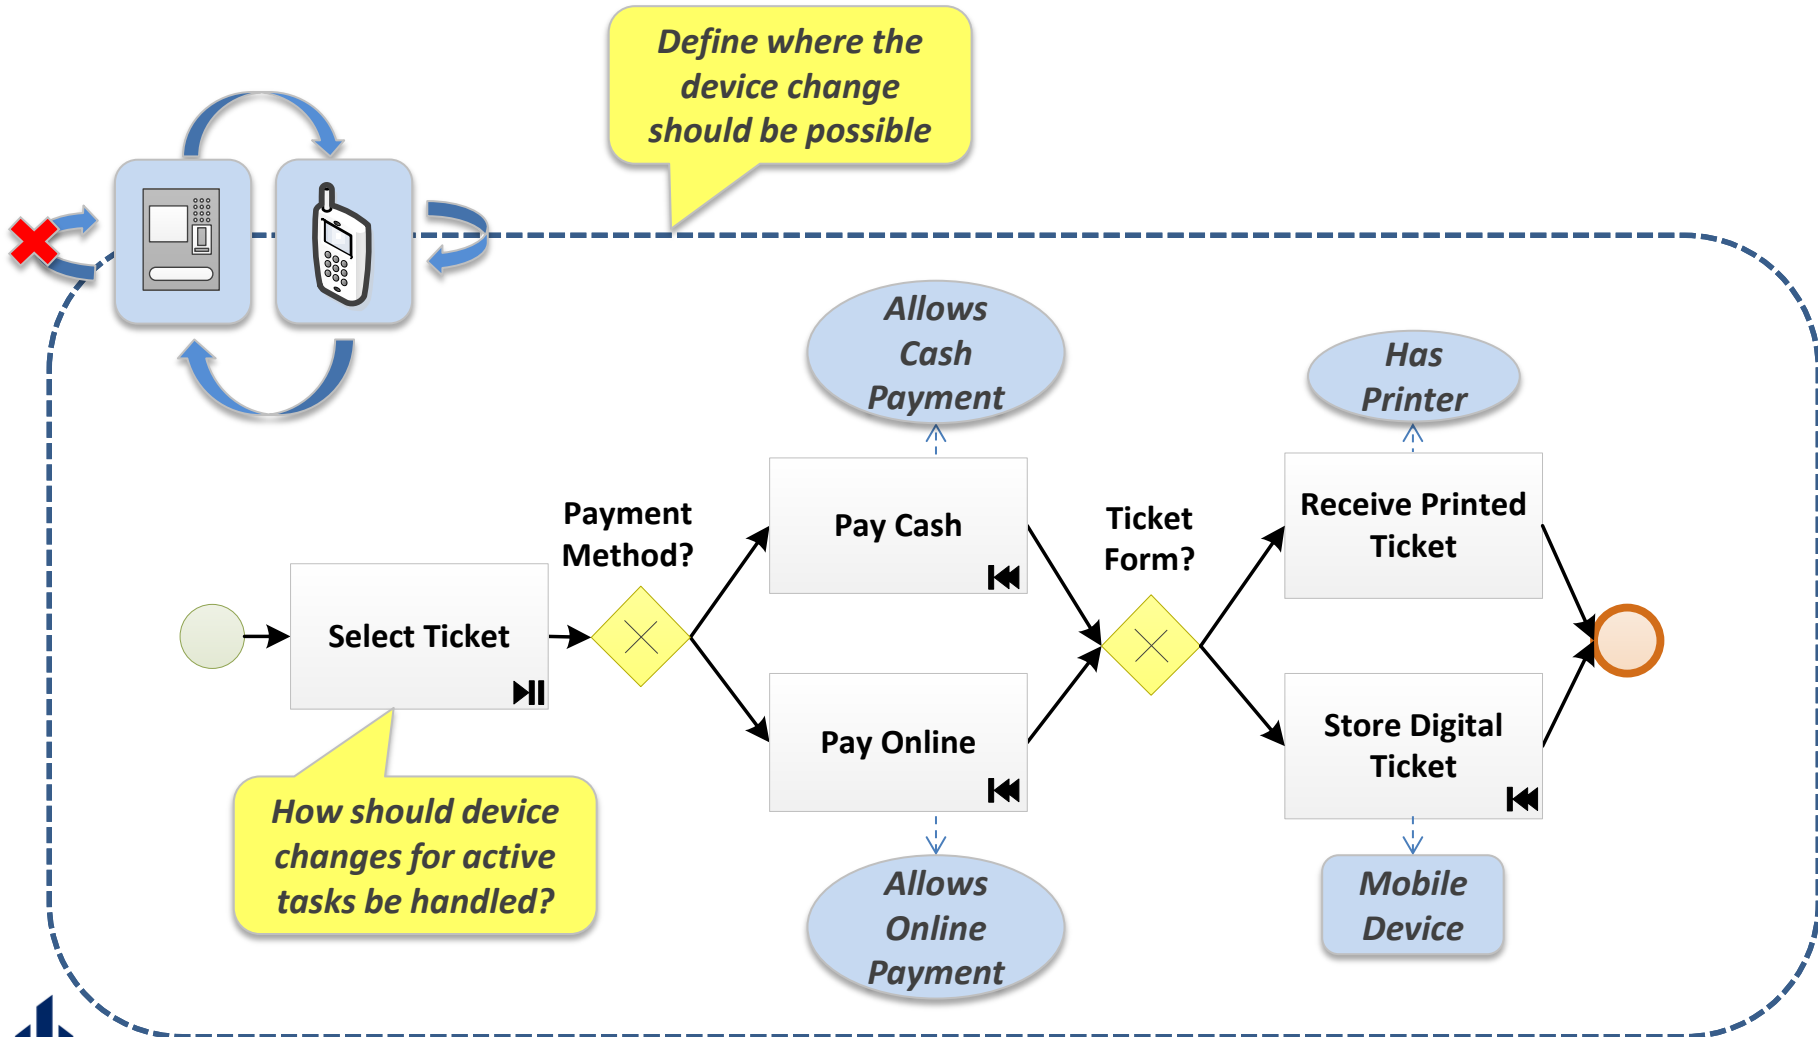 Define where the
device change
should be possible
Allows
Cash
Payment
Has
Printer
Payment
Method?
Pay Cash
Ticket
Form?
Receive Printed
Ticket
Select Ticket
Pay Online
Store Digital
Ticket
How should device
changes for active
tasks be handled?
Allows
Online
Payment
Mobile
Device